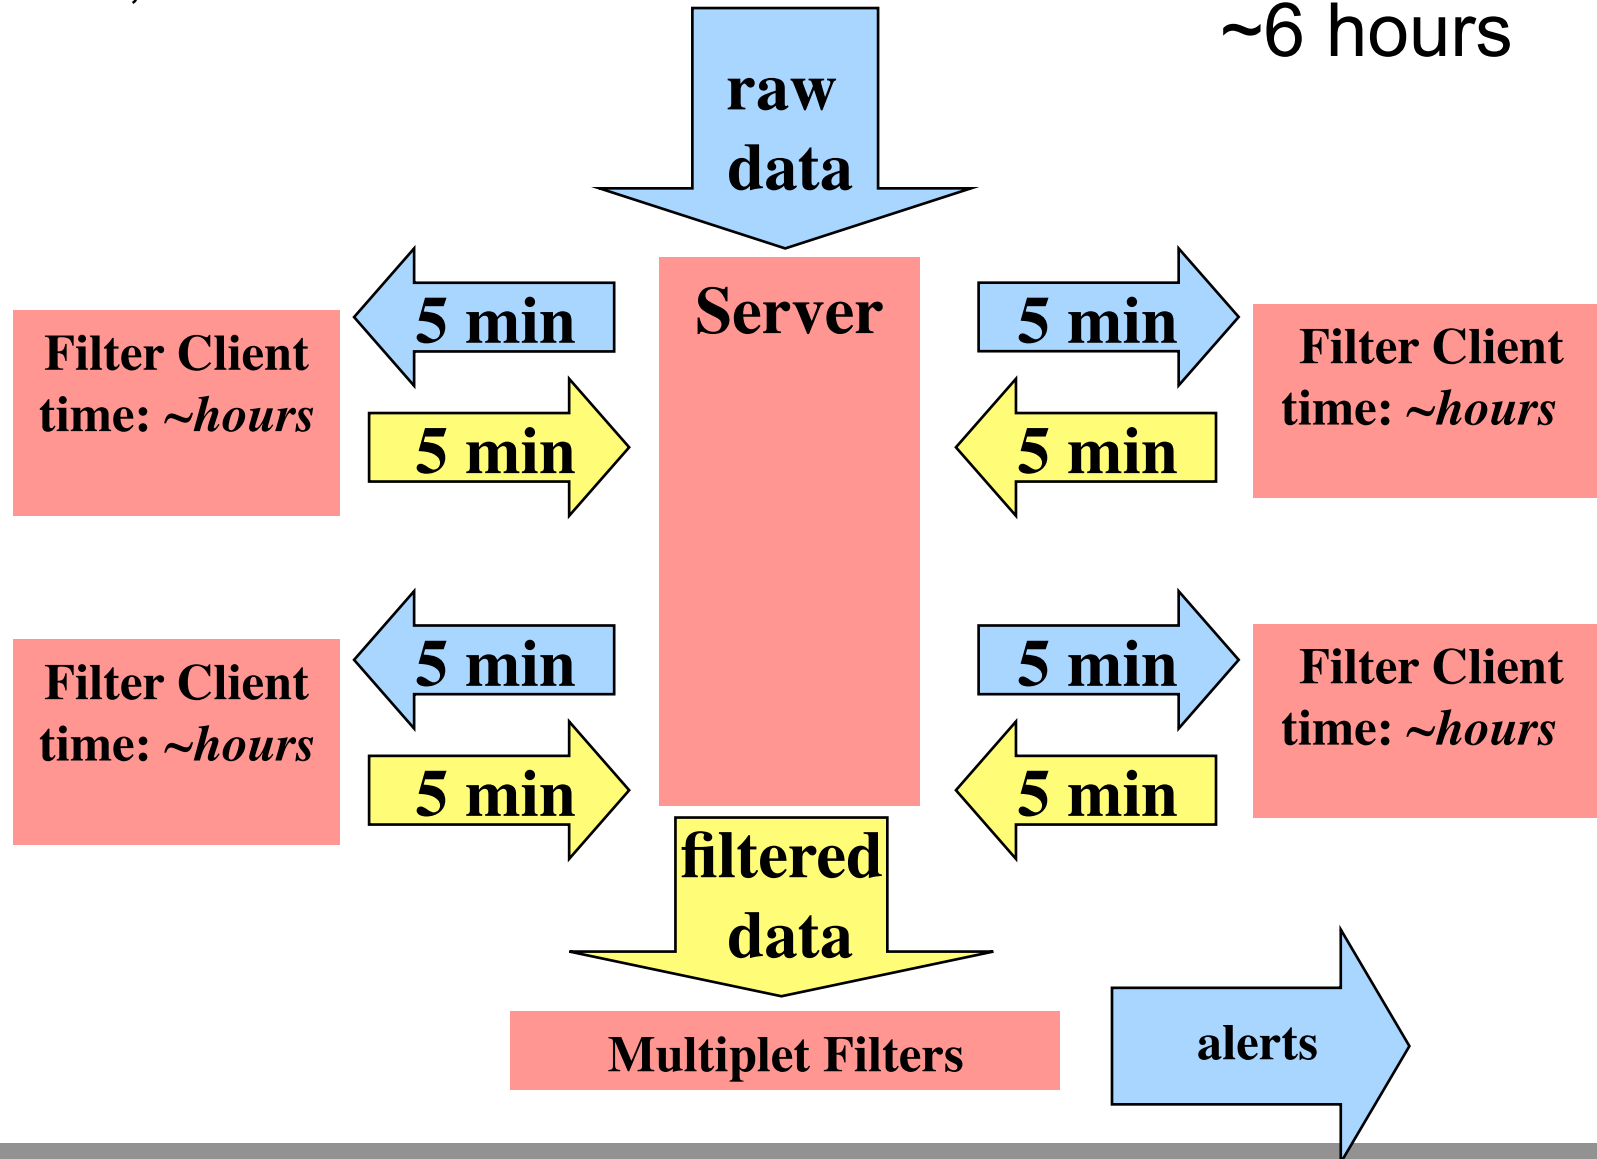 ~6 hours
raw
data
Server
5 min
5 min
Filter Client
time: ~hours
Filter Client
time: ~hours
5 min
5 min
5 min
5 min
Filter Client
time: ~hours
Filter Client
time: ~hours
5 min
5 min
filtered
data
Multiplet Filters
alerts